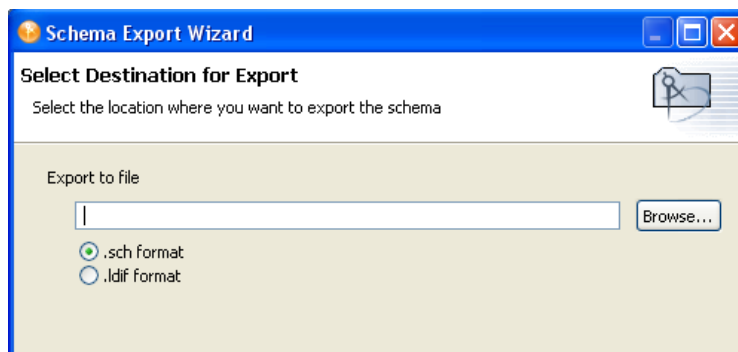 Schema Export Wizard
Select Destination for Export
Select the location where you want to export the schema
Export to file
Browse...
.sch format
.ldif format